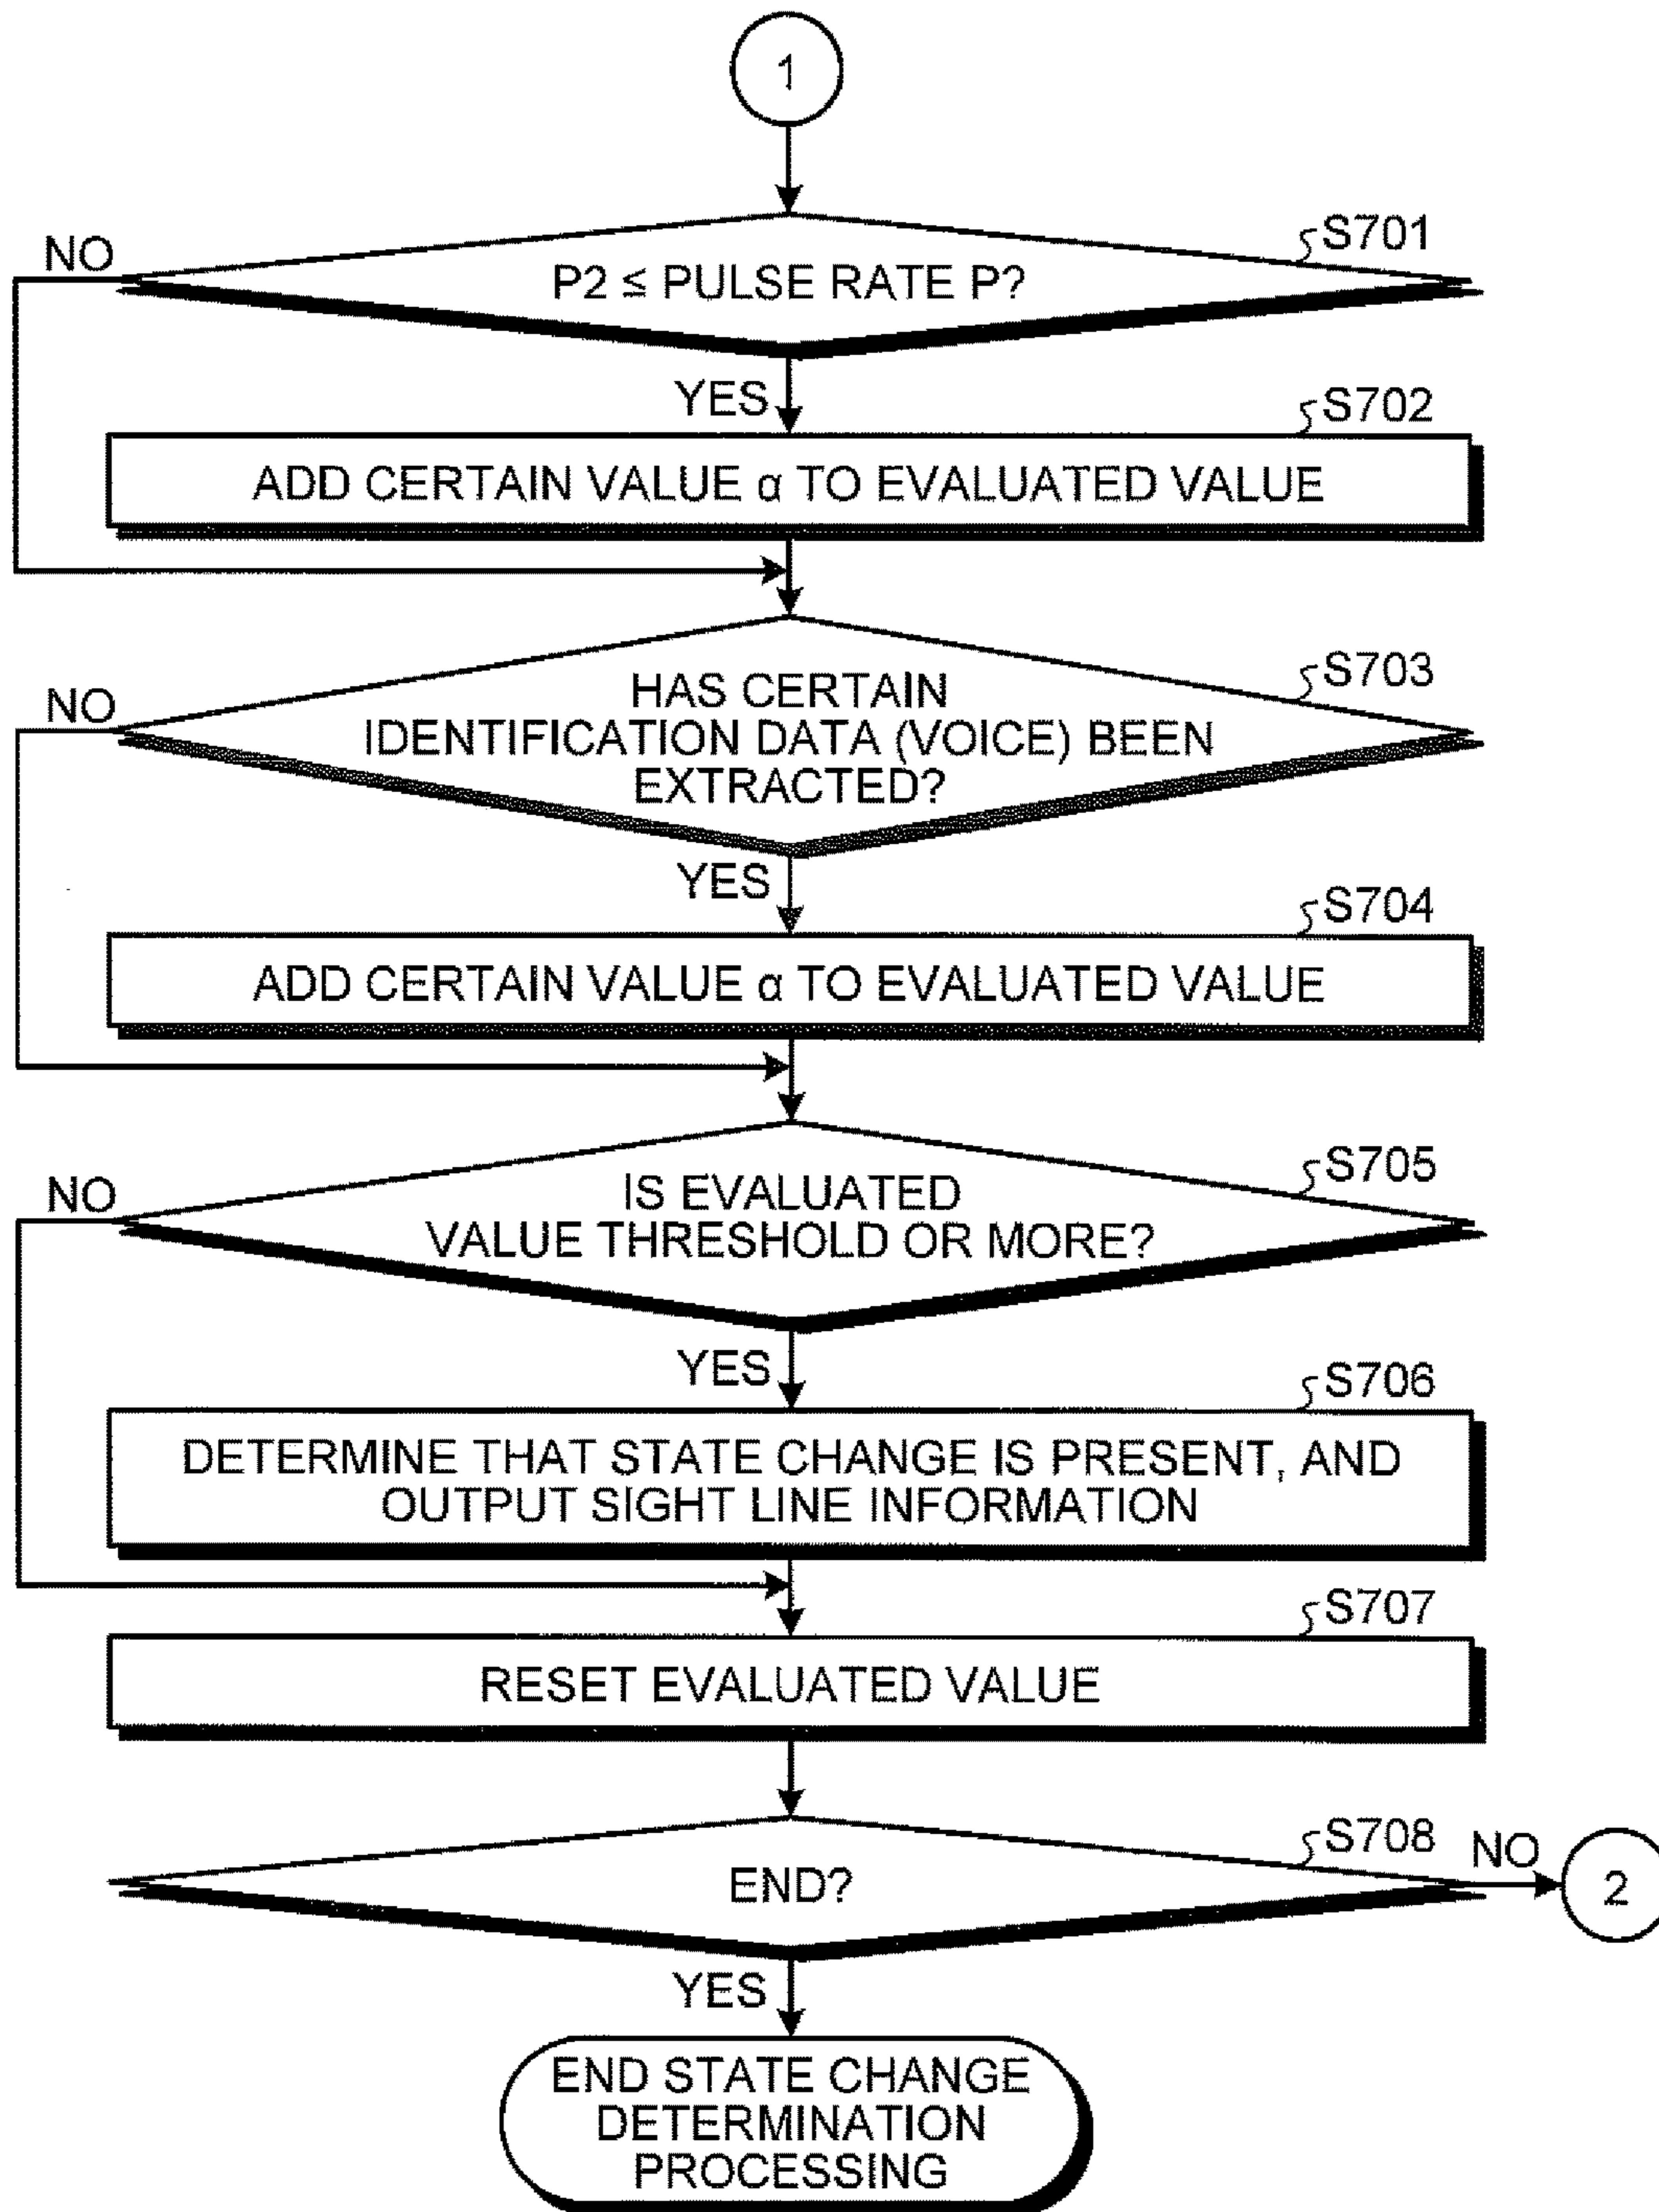 1
S701
NO
P2 ≤ PULSE RATE P?
YES
S702
ADD CERTAIN VALUE α TO EVALUATED VALUE
S703
NO
HAS CERTAIN
IDENTIFICATION DATA (VOICE) BEEN
EXTRACTED?
YES
S704
ADD CERTAIN VALUE α TO EVALUATED VALUE
S705
NO
IS EVALUATED
VALUE THRESHOLD OR MORE?
YES
S706
DETERMINE THAT STATE CHANGE IS PRESENT, AND
OUTPUT SIGHT LINE INFORMATION
S707
RESET EVALUATED VALUE
S708
NO
END?
2
YES
END STATE CHANGE
DETERMINATION
PROCESSING